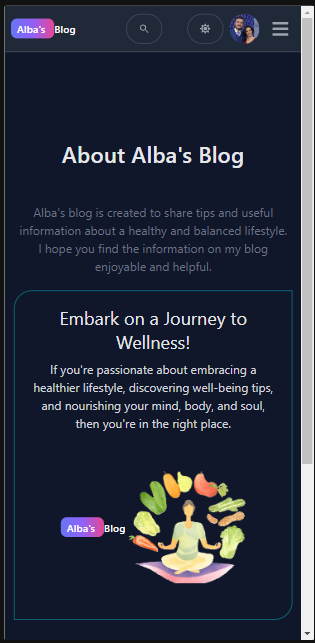 Alba's Blog
About Alba's Blog
Alba's blog is created to share tips and useful
information about a healthy and balanced lifestyle.
I hope you find the information on my blog
enjoyable and helpful.
Embark on a Journey to
Wellness!
If you're passionate about embracing a
healthier lifestyle, discovering well-being tips,
and nourishing your mind, body, and soul,
then you're in the right place.
Alba's Blog